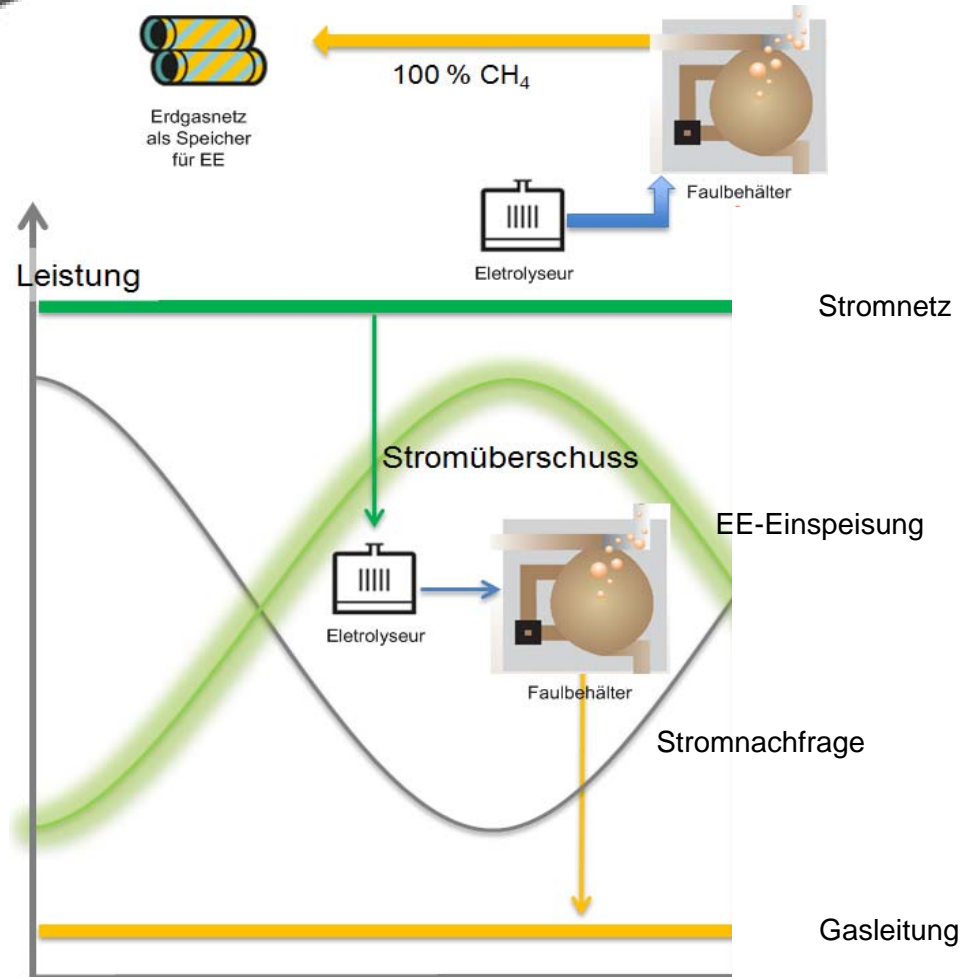 100 % CH₄
Erdgasnetz
als Speicher
für EE
Faulbehälter
Eletrolyseur
Leistung
Stromnetz
Stromüberschuss
EE-Einspeisung
Eletrolyseur
Faulbehälter
Stromnachfrage
Gasleitung